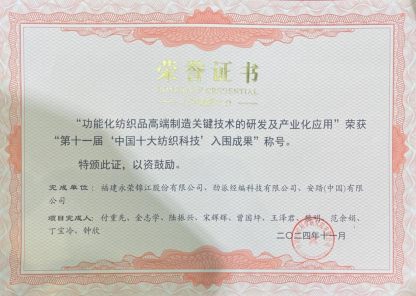 荣誉证书
“功能化纺织品高端制造关键技术的研发及产业化应用”荣获
“第十一届‘中国十大纺织科技’入围成果”称号。
特颁此证，以资鼓励。
完成单位：福建永荣锦江股份有限公司、劲派经编科技有限公司、安踏(中国)有限
公司
项目完成人：付重先、金志学、陆振兴、宋辉辉、曾国坪、王泽君、范余娟、
丁宝冷、钟欣
二〇二四年十一月